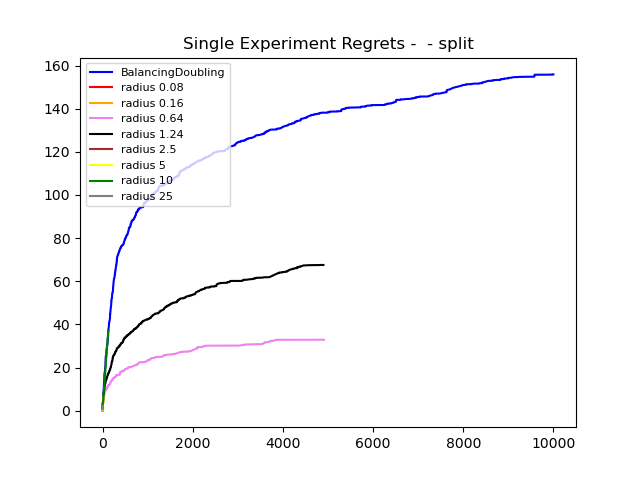 Single Experiment Regrets -  - split
160
140
120
100
80
60
40
20
0
BalancingDoubling
radius 0.08
radius 0.16
radius 0.64
radius 1.24
radius 2.5
radius 5
radius 10
radius 25
0 2000 4000 6000 8000 10000